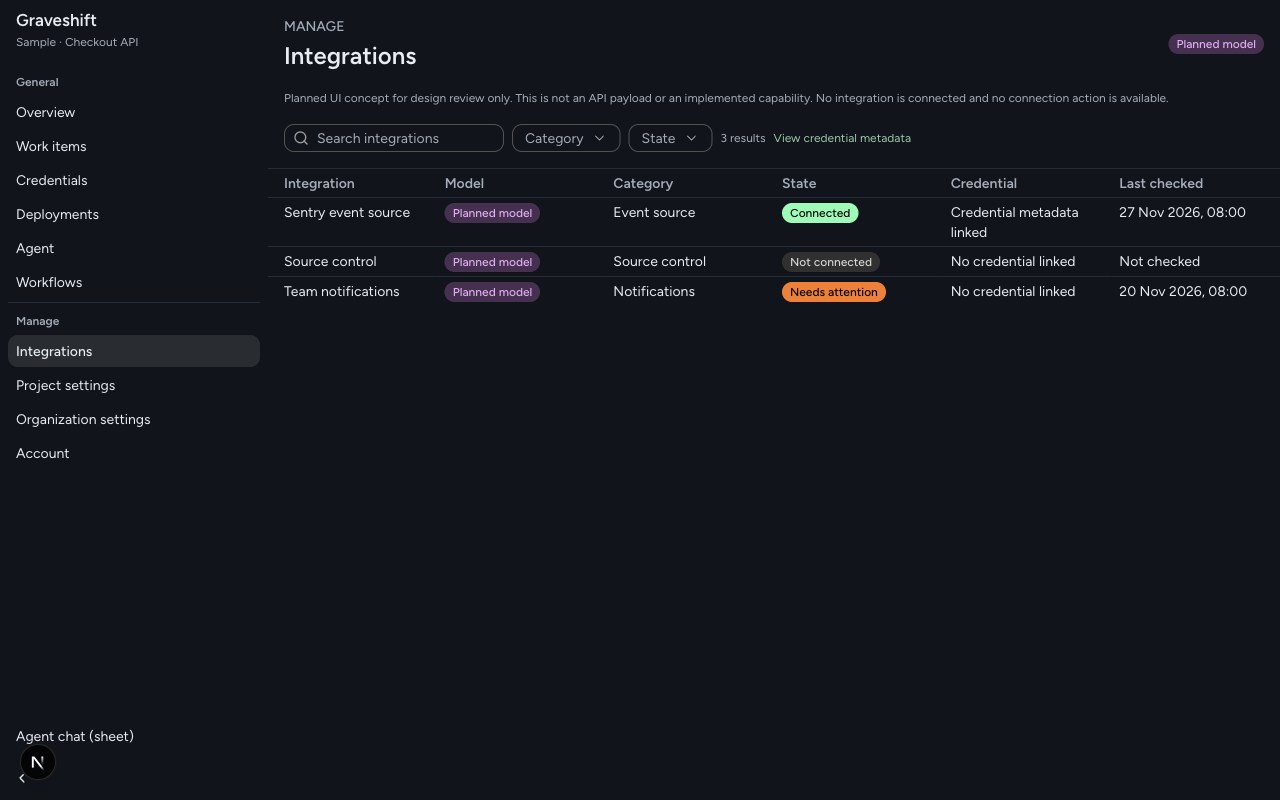 Graveshift
Sample · Checkout API
General
Overview
Work items
Credentials
Deployments
Agent
Workflows
Manage
Integrations
Project settings
Organization settings
Account
Agent chat (sheet)
N
MANAGE
Integrations
Planned model
Planned UI concept for design review only. This is not an API payload or an implemented capability. No integration is connected and no connection action is available.
Search integrations Category State 3 results View credential metadata
Integration Model Category State Credential Last checked
Sentry event source Planned model Event source Connected Credential metadata 27 Nov 2026, 08:00
linked
Source control Planned model Source control Not connected No credential linked Not checked
Team notifications Planned model Notifications Needs attention No credential linked 20 Nov 2026, 08:00